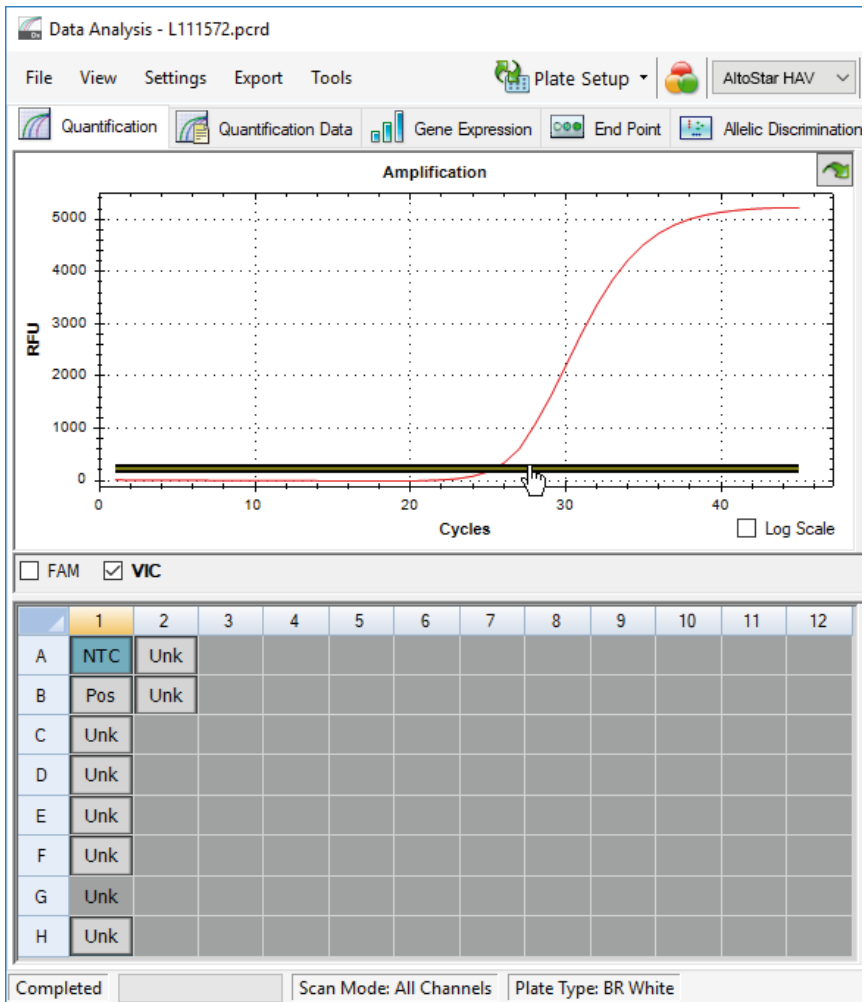 Data Analysis - L111572.pcrd
File View Settings Export Tools Plate Setup AltoStar HAV
Quantification Quantification Data Gene Expression End Point Allelic Discrimination
Amplification
5000
4000
3000
2000
1000
0
RFU
0 10 20 30 40
Cycles
Log Scale
FAM VIC
1 2 3 4 5 6 7 8 9 10 11 12
A NTC Unk
B Pos Unk
C Unk
D Unk
E Unk
F Unk
G Unk
H Unk
Completed Scan Mode: All Channels Plate Type: BR White